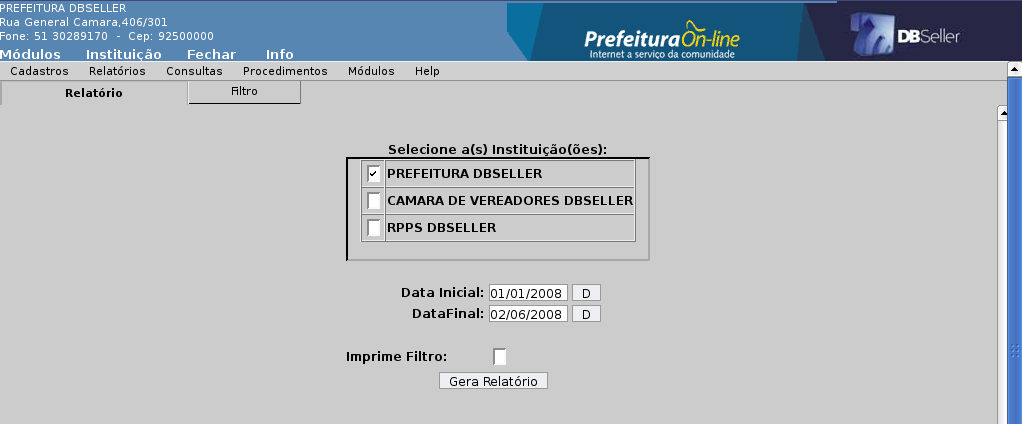 PREFEITURA DBSELLER
Rua General Camara,406/301
Fone: 51 30289170 - Cep: 92500000
Módulos Instituição Fechar Info
PrefeituraOn-line
Internet a serviço da comunidade
DBSeller
Cadastros Relatórios Consultas Procedimentos Módulos Help
Relatório Filtro
Selecione a(s) Instituição(ões):
PREFEITURA DBSELLER
CAMARA DE VEREADORES DBSELLER
RPPS DBSELLER
Data Inicial: 01/01/2008 D
DataFinal: 02/06/2008 D
Imprime Filtro:
Gera Relatório